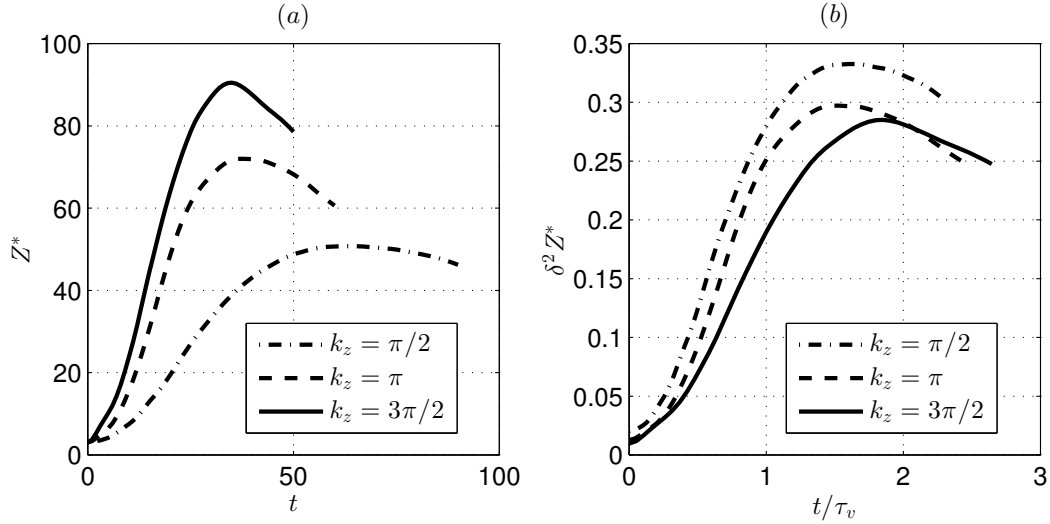 (a)
100
80
60
40
20
0
Z*
0 50 100
t
k_z = π/2
k_z = π
k_z = 3π/2
(b)
0.35
0.3
0.25
0.2
0.15
0.1
0.05
0
δ²Z*
0 1 2 3
t/τ_v
k_z = π/2
k_z = π
k_z = 3π/2